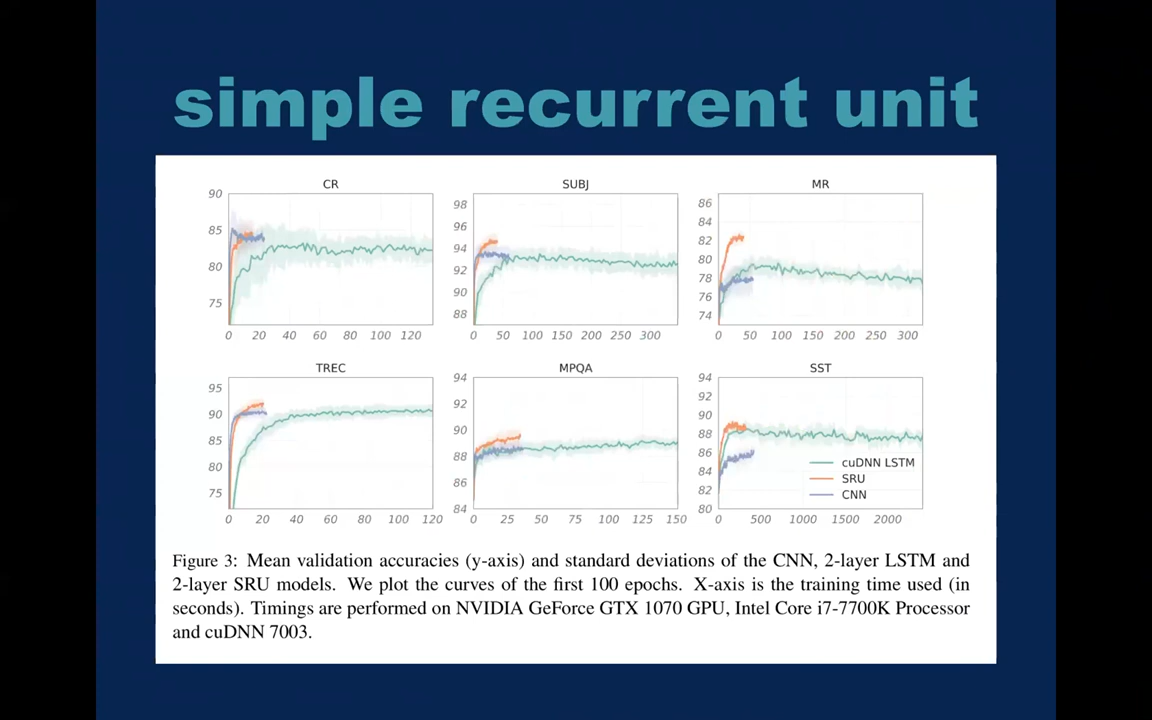 simple recurrent unit
CR
90
85
80
75
0 20 40 60 80 100 120
SUBJ
98
96
94
92
90
88
0 50 100 150 200 250 300
MR
86
84
82
80
78
76
74
0 50 100 150 200 250 300
TREC
95
90
85
80
75
0 20 40 60 80 100 120
MPQA
94
92
90
88
86
84
0 25 50 75 100 125 150
SST
94
92
90
88
86
84
82
80
0 500 1000 1500 2000
cuDNN LSTM
SRU
CNN
Figure 3: Mean validation accuracies (y-axis) and standard deviations of the CNN, 2-layer LSTM and
2-layer SRU models. We plot the curves of the first 100 epochs. X-axis is the training time used (in
seconds). Timings are performed on NVIDIA GeForce GTX 1070 GPU, Intel Core i7-7700K Processor
and cuDNN 7003.